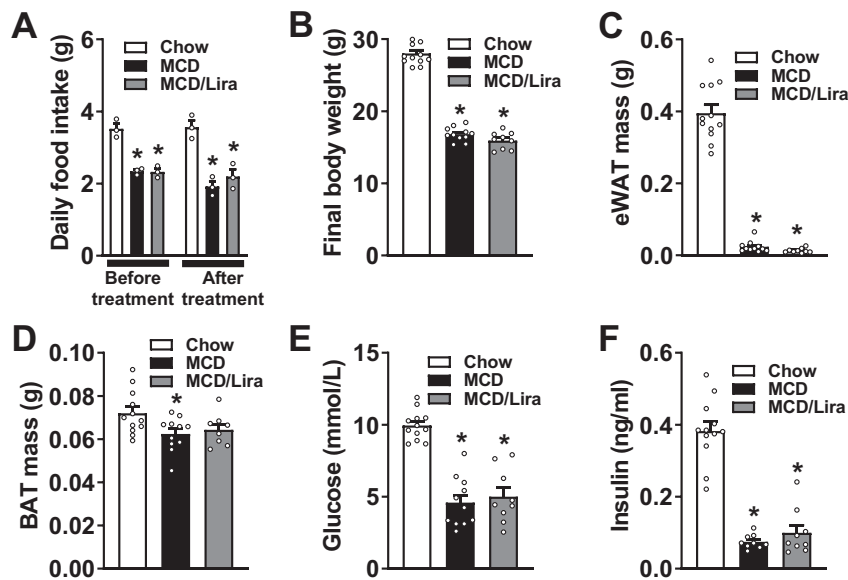 A
Daily food intake (g)
6
4
2
0
Chow
MCD
MCD/Lira
* * * *
Before treatment
After treatment
B
Final body weight (g)
30
20
10
0
Chow
MCD
MCD/Lira
* *
C
eWAT mass (g)
0.6
0.4
0.2
0.0
Chow
MCD
MCD/Lira
* *
D
BAT mass (g)
0.10
0.08
0.06
0.04
0.02
0.00
Chow
MCD
MCD/Lira
*
E
Glucose (mmol/L)
15
10
5
0
Chow
MCD
MCD/Lira
* *
F
Insulin (ng/ml)
0.6
0.4
0.2
0.0
Chow
MCD
MCD/Lira
* *